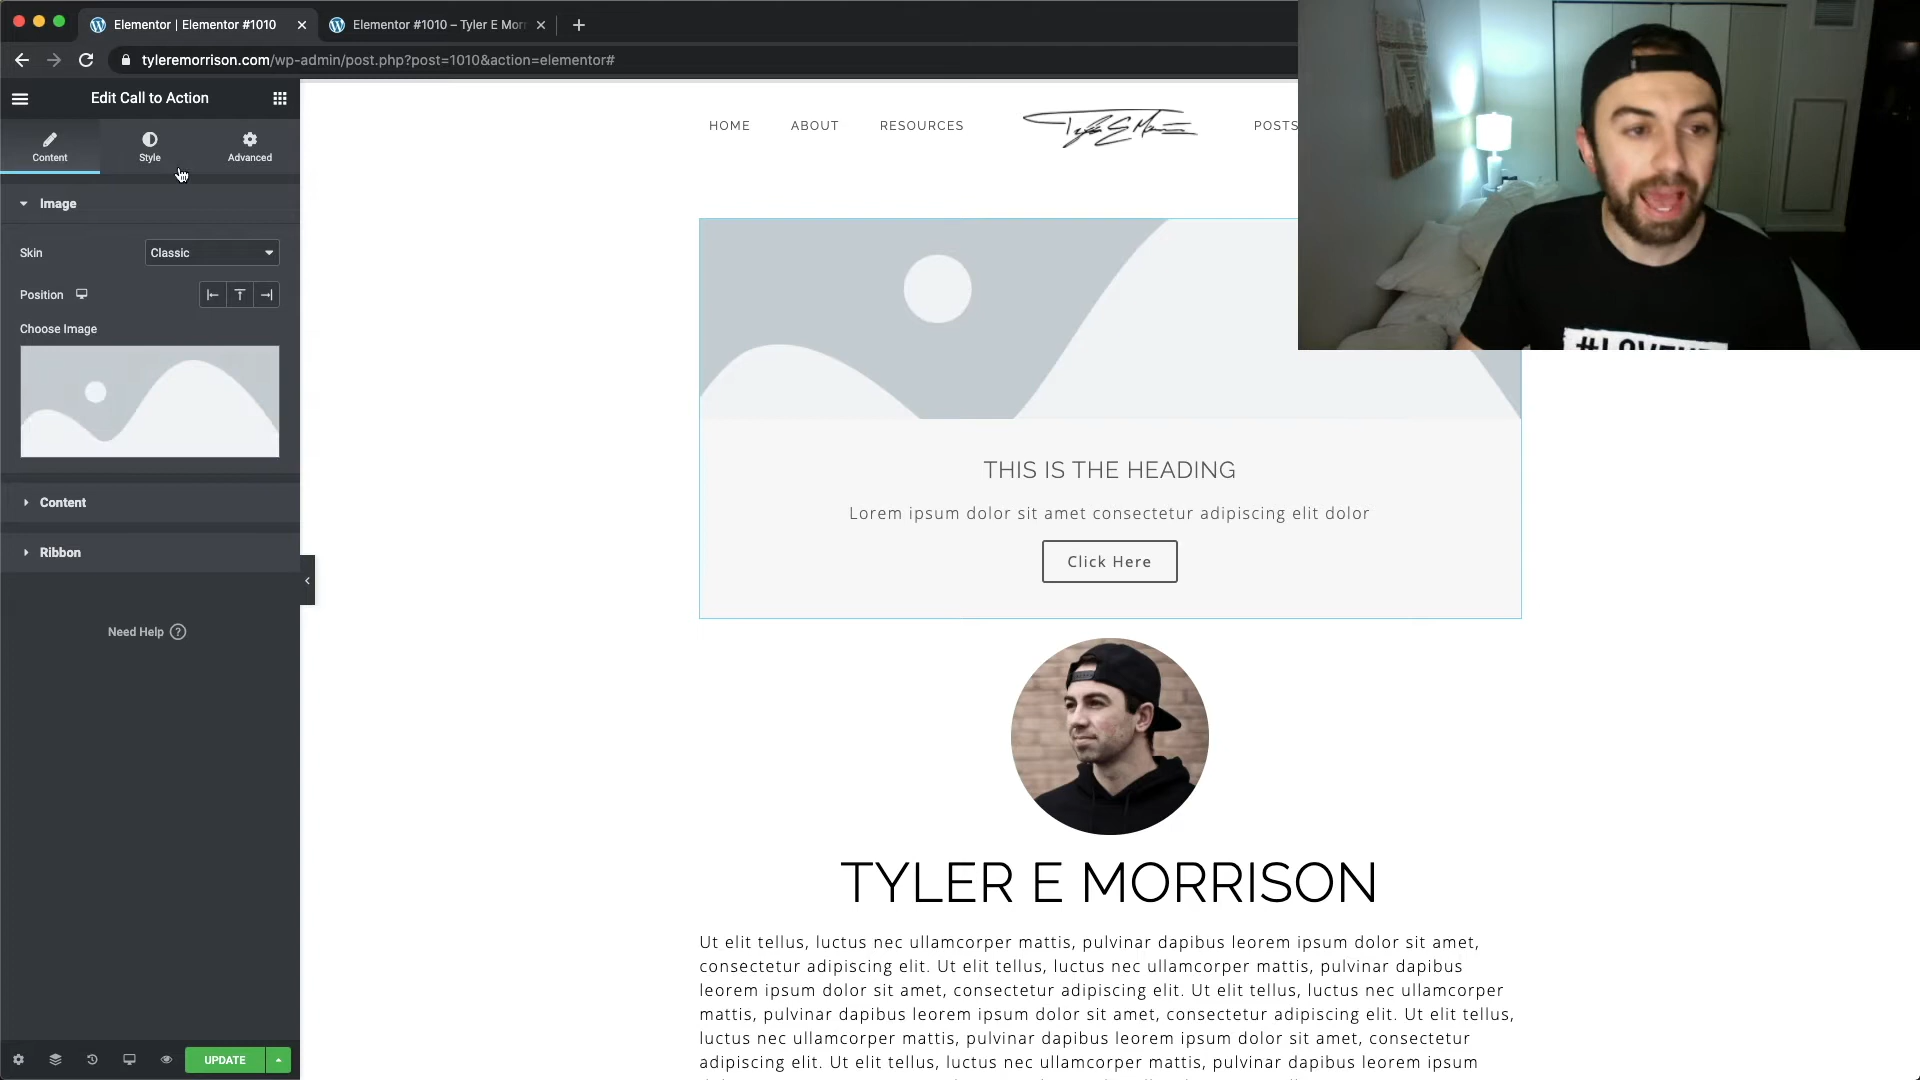 Elementor | Elementor #1010
Elementor #1010 – Tyler E Mor
tyleremorrison.com/wp-admin/post.php?post=1010&action=elementor#
Edit Call to Action
Content
Style
Advanced
Image
Skin
Classic
Position
Choose Image
Content
Ribbon
Need Help ?
UPDATE
HOME
ABOUT
RESOURCES
POSTS
THIS IS THE HEADING
Lorem ipsum dolor sit amet consectetur adipiscing elit dolor
Click Here
TYLER E MORRISON
Ut elit tellus, luctus nec ullamcorper mattis, pulvinar dapibus leorem ipsum dolor sit amet,
consectetur adipiscing elit. Ut elit tellus, luctus nec ullamcorper mattis, pulvinar dapibus
leorem ipsum dolor sit amet, consectetur adipiscing elit. Ut elit tellus, luctus nec ullamcorper
mattis, pulvinar dapibus leorem ipsum dolor sit amet, consectetur adipiscing elit. Ut elit tellus,
luctus nec ullamcorper mattis, pulvinar dapibus leorem ipsum dolor sit amet, consectetur
adipiscing elit. Ut elit tellus, luctus nec ullamcorper mattis, pulvinar dapibus leorem ipsum